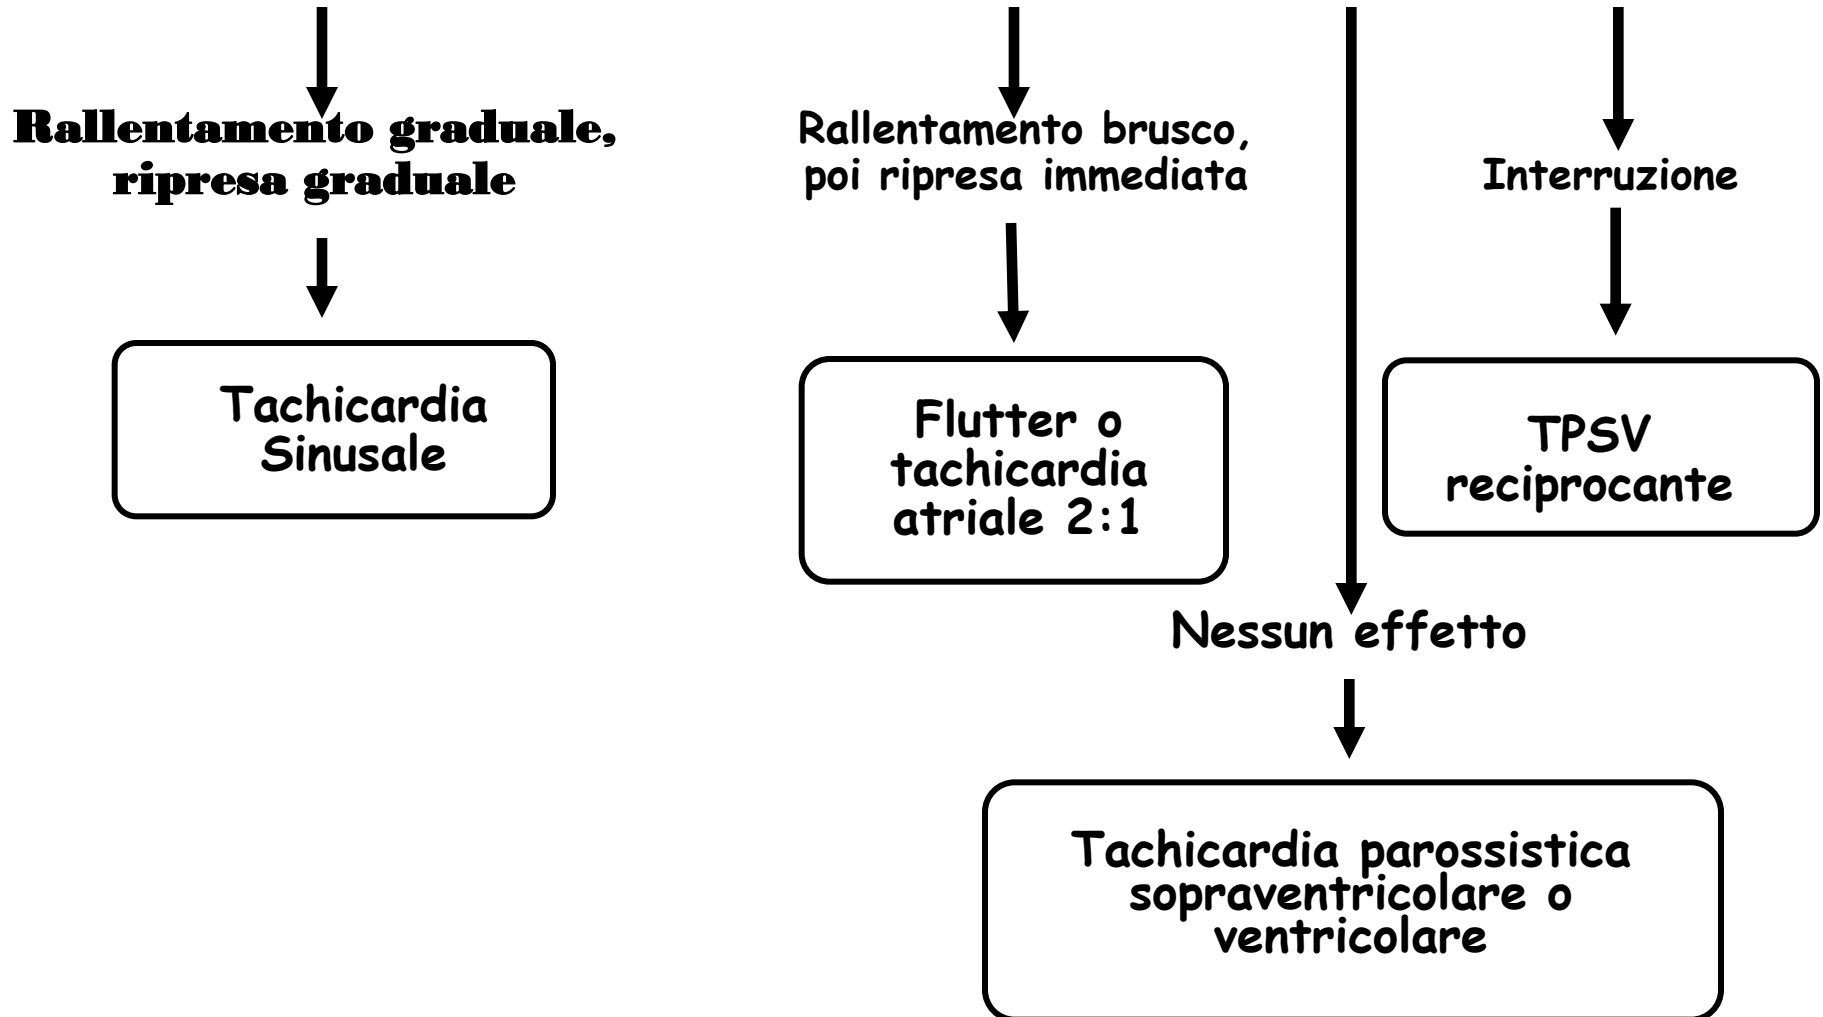 Rallentamento graduale,
ripresa graduale
Rallentamento brusco,
poi ripresa immediata
Interruzione
Tachicardia
Sinusale
Flutter o
tachicardia
atriale 2:1
TPSV
reciprocante
Nessun effetto
Tachicardia parossistica
sopraventricolare o
ventricolare